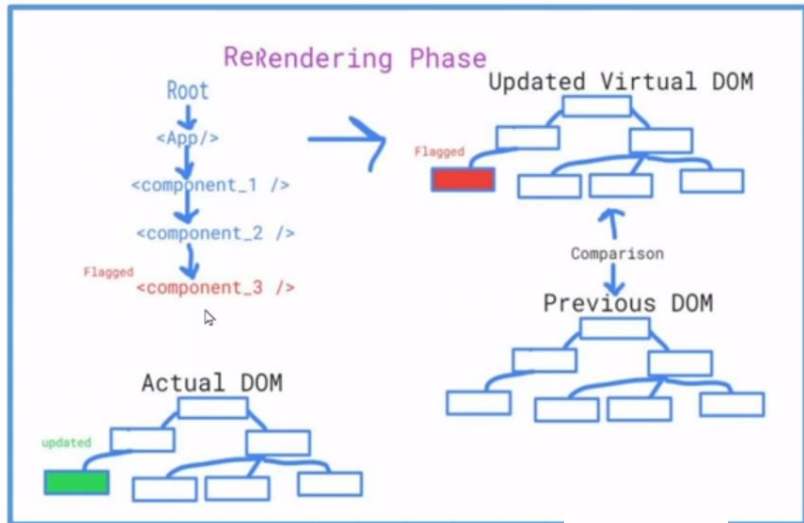 ReRendering Phase
Root
<App/>
<component_1 />
<component_2 />
Flagged
<component_3 />
Updated Virtual DOM
Flagged
Comparison
Previous DOM
Actual DOM
updated